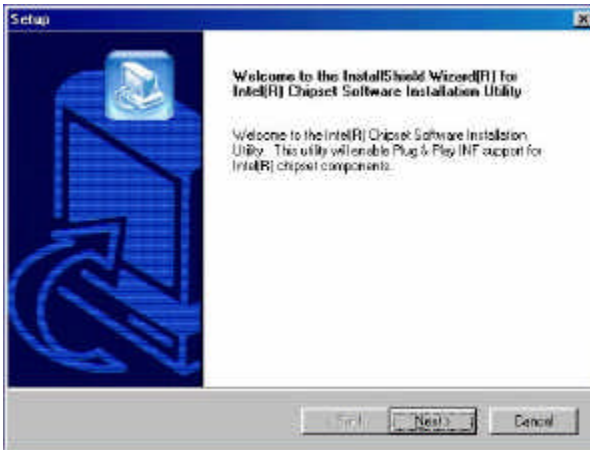 Setup
Welcome to the InstallShield Wizard(R) for
Intel(R) Chipset Software Installation Utility
Welcome to the Intel(R) Chipset Software Installation
Utility. This utility will enable Plug & Play INF support for
Intel(R) chipset components.
Next >
Cancel